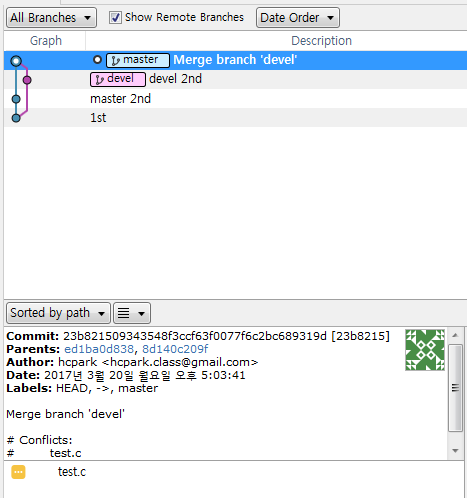 All Branches Show Remote Branches Date Order
Graph Description
master Merge branch 'devel'
devel devel 2nd
master 2nd
1st
Sorted by path
Commit: 23b821509343548f3ccf63f0077f6c2bc689319d [23b8215]
Parents: ed1ba0d838, 8d140c209f
Author: hcpark <hcpark.class@gmail.com>
Date: 2017년 3월 20일 월요일 오후 5:03:41
Labels: HEAD, ->, master
Merge branch 'devel'
# Conflicts:
# test.c
test.c